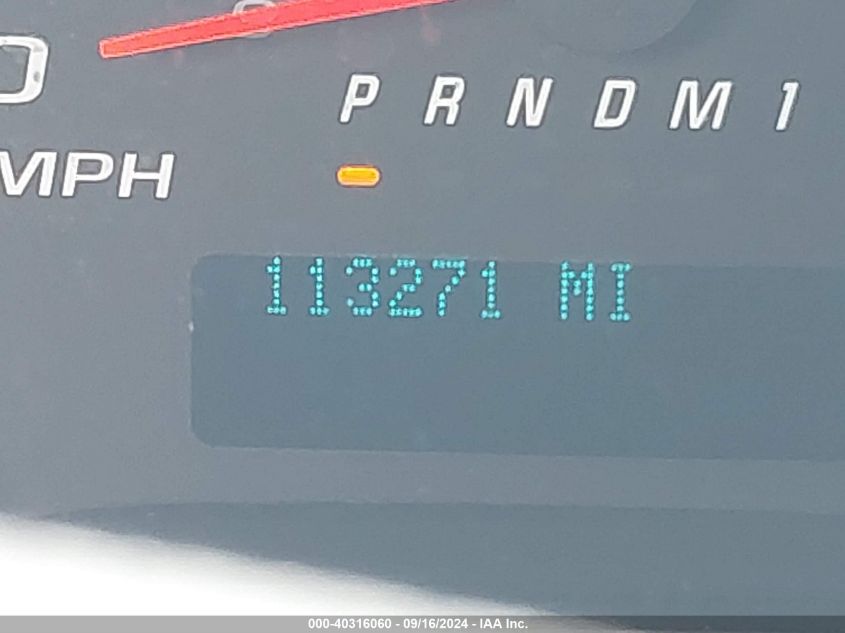 P R N D M 1
MPH
113271 MI
000-40316060 - 09/16/2024 - IAA Inc.